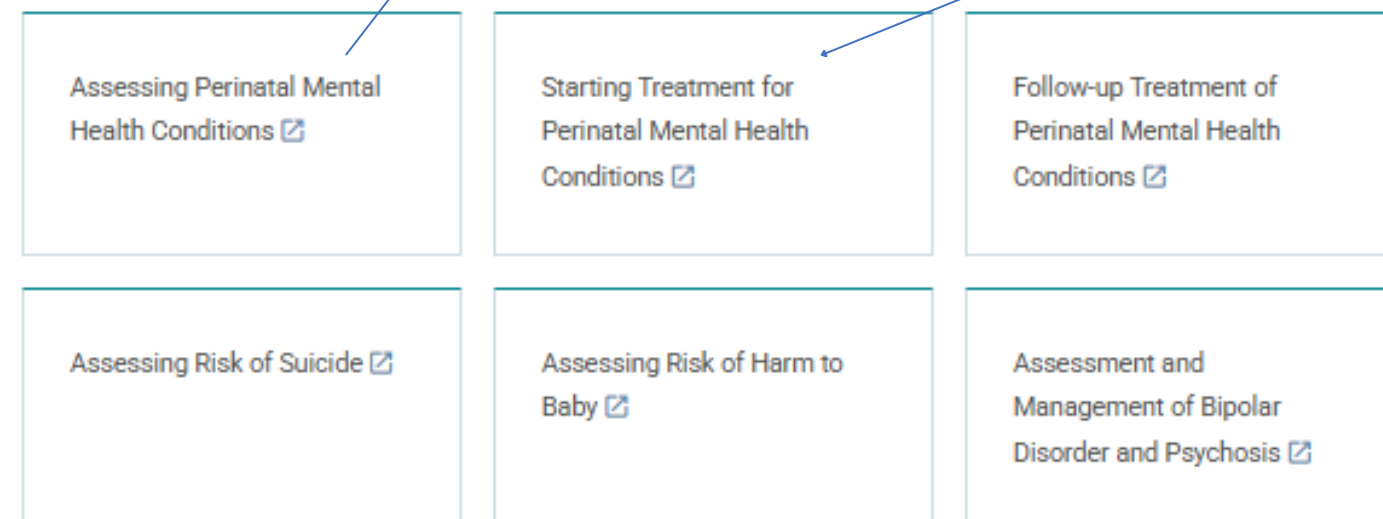 Assessing Perinatal Mental
Health Conditions
Starting Treatment for
Perinatal Mental Health
Conditions
Follow-up Treatment of
Perinatal Mental Health
Conditions
Assessing Risk of Suicide
Assessing Risk of Harm to
Baby
Assessment and
Management of Bipolar
Disorder and Psychosis